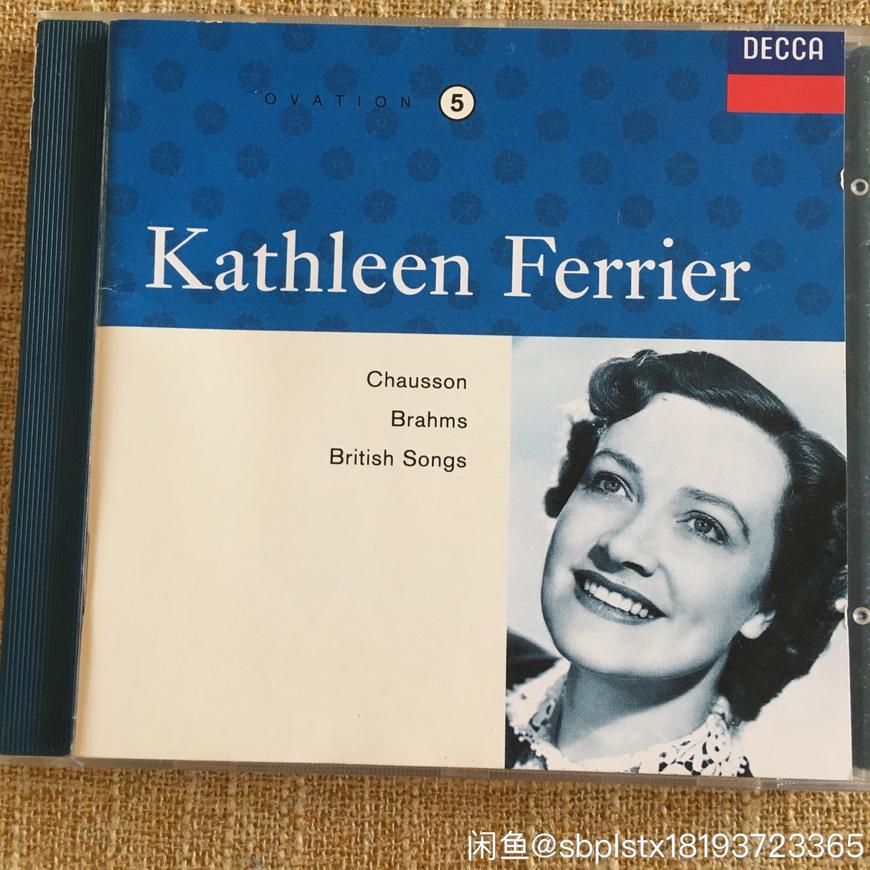 DECCA
OVATION 5
Kathleen Ferrier
Chausson
Brahms
British Songs
闲鱼@sbplstx18193723365